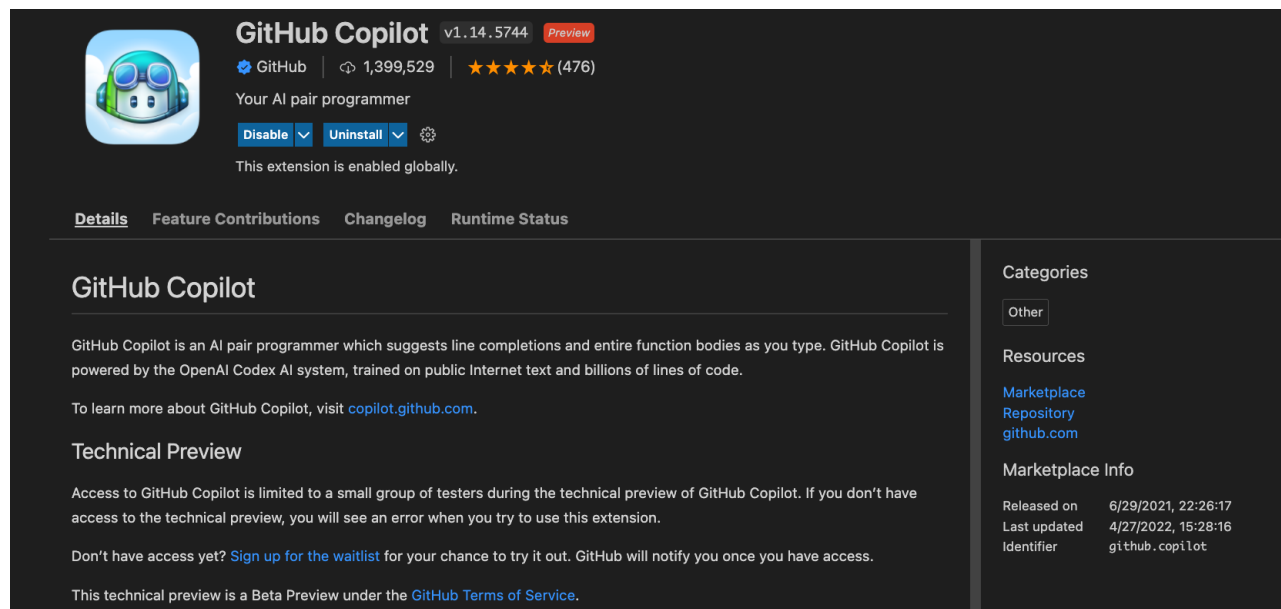 GitHub Copilot v1.14.5744 Preview
GitHub 1,399,529 (476)
Your AI pair programmer
Disable Uninstall
This extension is enabled globally.
Details Feature Contributions Changelog Runtime Status
GitHub Copilot
GitHub Copilot is an AI pair programmer which suggests line completions and entire function bodies as you type. GitHub Copilot is
powered by the OpenAI Codex AI system, trained on public Internet text and billions of lines of code.
To learn more about GitHub Copilot, visit copilot.github.com.
Technical Preview
Access to GitHub Copilot is limited to a small group of testers during the technical preview of GitHub Copilot. If you don’t have
access to the technical preview, you will see an error when you try to use this extension.
Don’t have access yet? Sign up for the waitlist for your chance to try it out. GitHub will notify you once you have access.
This technical preview is a Beta Preview under the GitHub Terms of Service.
Categories
Other
Resources
Marketplace
Repository
github.com
Marketplace Info
Released on 6/29/2021, 22:26:17
Last updated 4/27/2022, 15:28:16
Identifier github.copilot